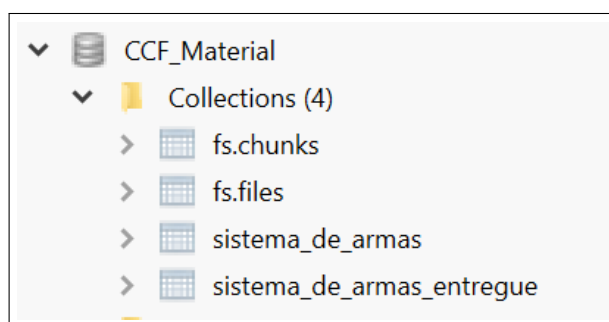 CCF_Material
Collections (4)
fs.chunks
fs.files
sistema_de_armas
sistema_de_armas_entregue